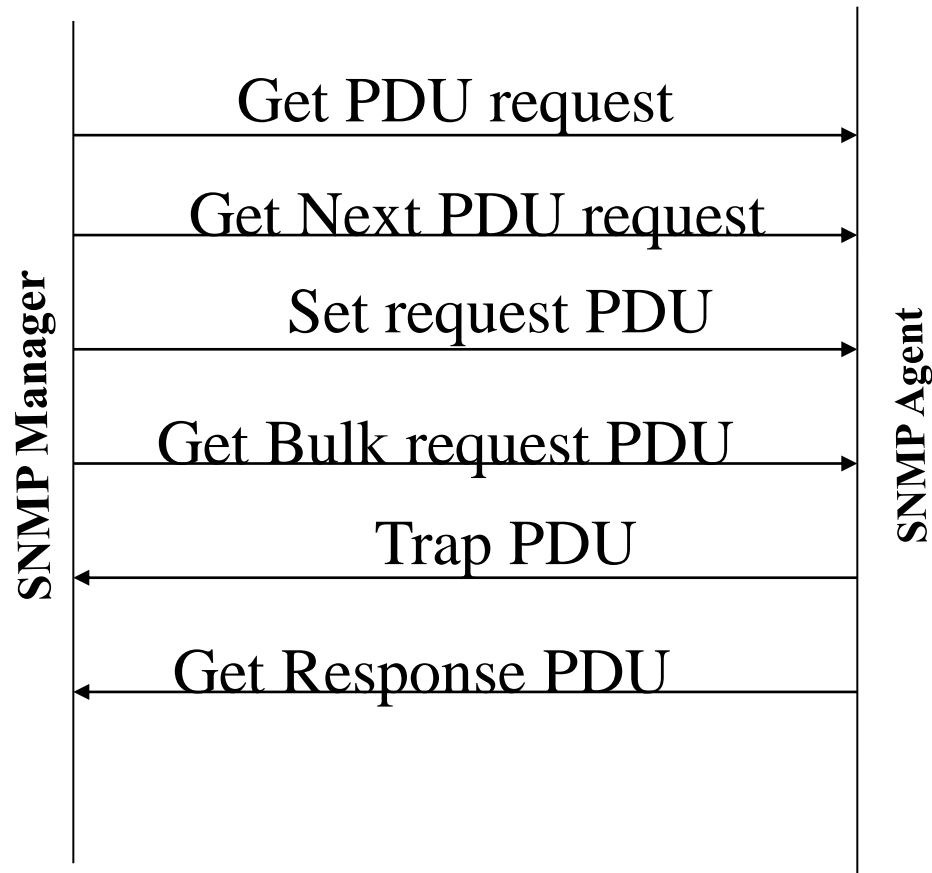 Get PDU request
Get Next PDU request
Set request PDU
Get Bulk request PDU
Trap PDU
Get Response PDU
SNMP Manager
SNMP Agent